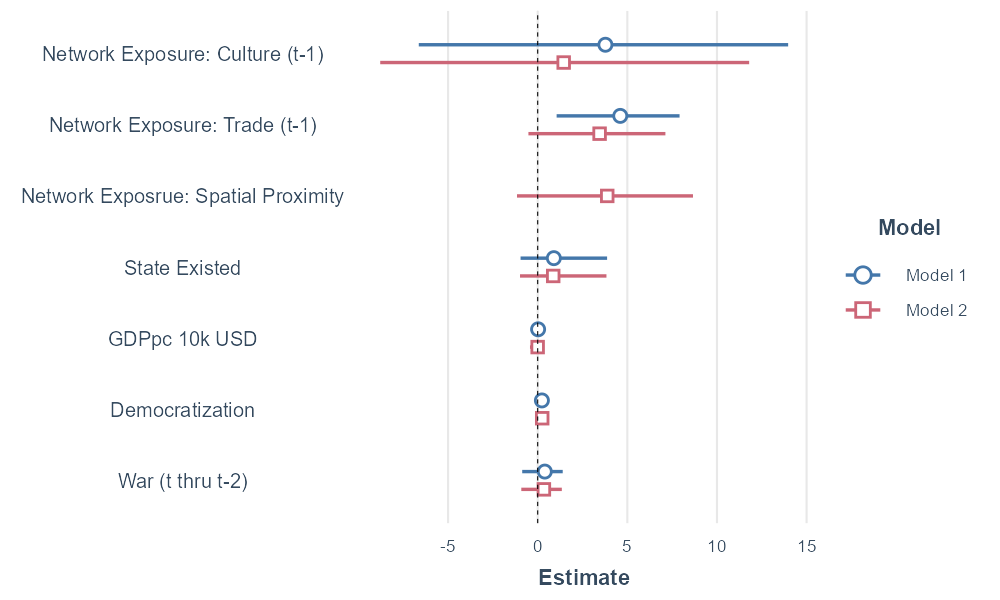 Network Exposure: Culture (t-1)
Network Exposure: Trade (t-1)
Network Exposrue: Spatial Proximity
State Existed
GDPpc 10k USD
Democratization
War (t thru t-2)
-5 0 5 10 15
Estimate
Model
Model 1
Model 2